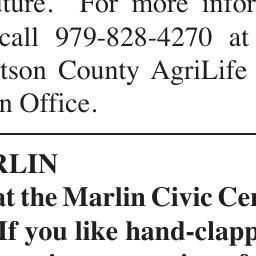 uture. For more infor
call 979-828-4270 at
tson County AgriLife
n Office.
RLIN
at the Marlin Civic Cen
If you like hand-clapp